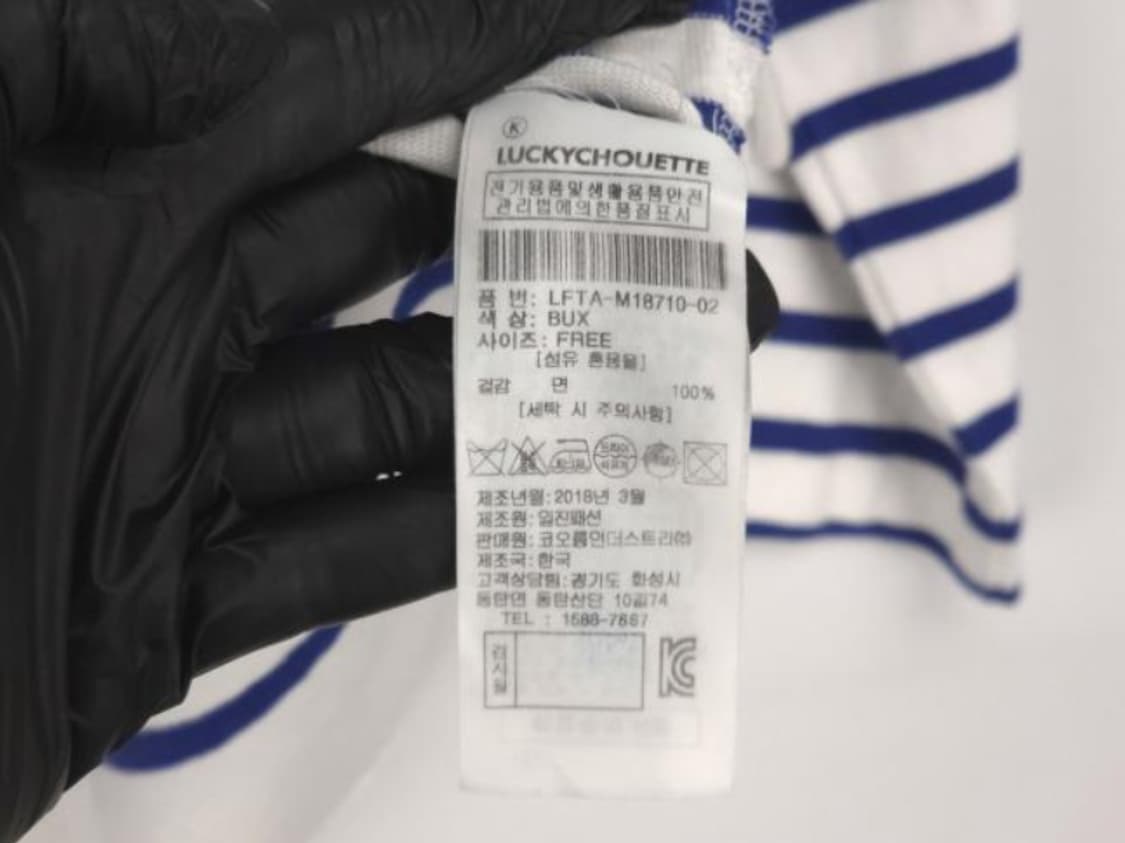 K
LUCKYCHOUETTE
전기용품및생활용품안전
관리법에의한품질표시
품 번: LFTA-M18710-02
색 상: BUX
사이즈: FREE
[섬유 혼용율]
겉감 면 100%
[세탁 시 주의사항]
드라이
제조년월:2018년 3월
제조원:일진패션
판매원:코오롱인더스트리㈜
제조국:한국
고객상담팀:경기도 화성시
동탄면 동탄산단 10길74
TEL : 1588-7667
검사필
KC